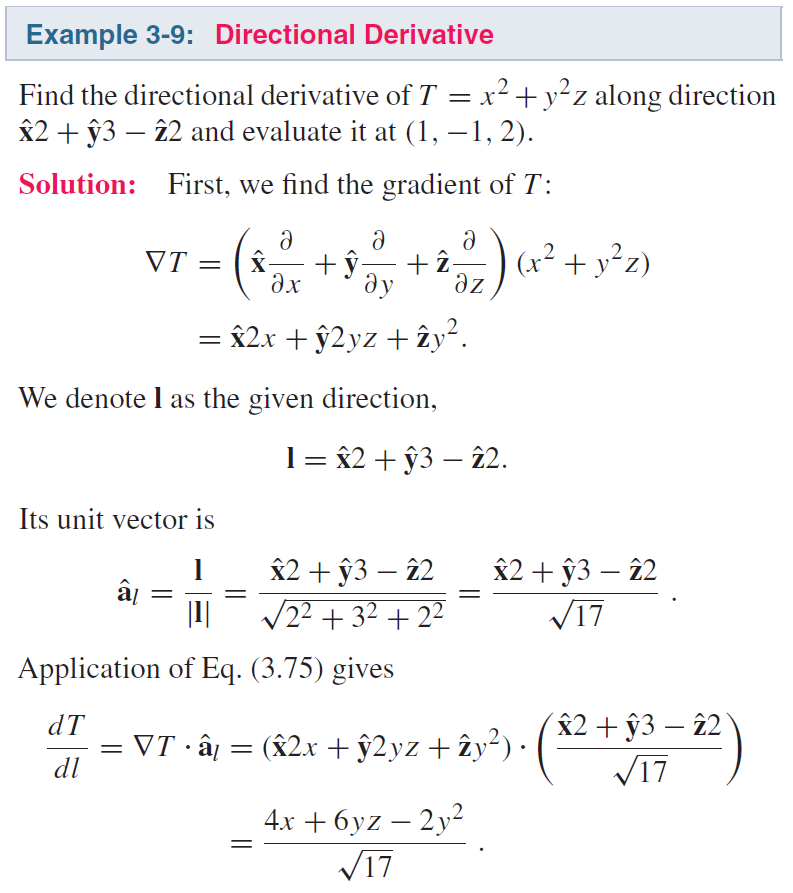 Example 3-9: Directional Derivative
Find the directional derivative of T = x² + y²z along direction
x̂2 + ŷ3 − ẑ2 and evaluate it at (1, −1, 2).
Solution: First, we find the gradient of T:
∇T = (x̂ ∂/∂x + ŷ ∂/∂y + ẑ ∂/∂z) (x² + y²z)
= x̂2x + ŷ2yz + ẑy².
We denote l as the given direction,
l = x̂2 + ŷ3 − ẑ2.
Its unit vector is
âₗ = l/|l| = (x̂2 + ŷ3 − ẑ2)/√(2² + 3² + 2²) = (x̂2 + ŷ3 − ẑ2)/√17 .
Application of Eq. (3.75) gives
dT/dl = ∇T · âₗ = (x̂2x + ŷ2yz + ẑy²) · ((x̂2 + ŷ3 − ẑ2)/√17)
= (4x + 6yz − 2y²)/√17 .